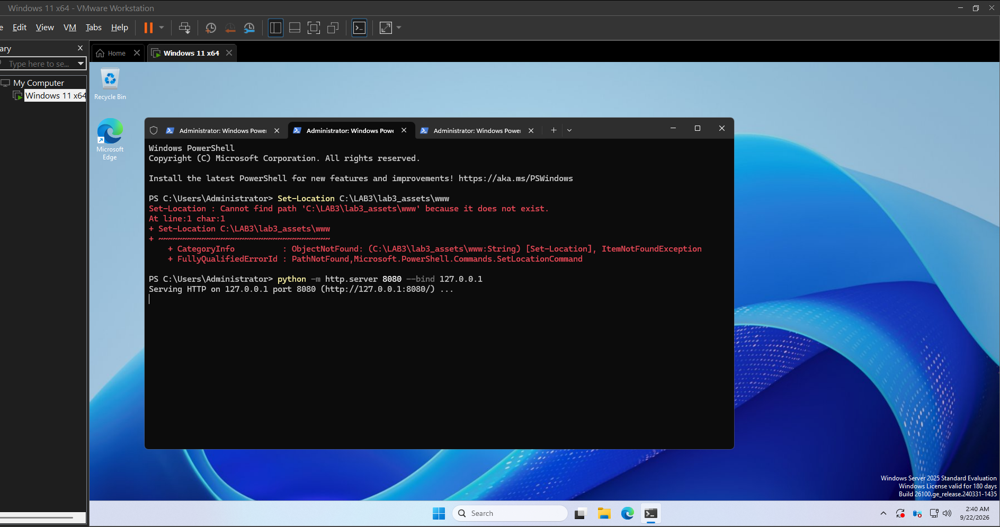 Windows 11 x64 - VMware Workstation
Edit View VM Tabs Help
ary
Type here to se...
My Computer
Windows 11 x64
Home
Windows 11 x64
Recycle Bin
Microsoft
Edge
Administrator: Windows Power
Administrator: Windows Powe
Administrator: Windows Power
Windows PowerShell
Copyright (C) Microsoft Corporation. All rights reserved.
Install the latest PowerShell for new features and improvements! https://aka.ms/PSWindows
PS C:\Users\Administrator> Set-Location C:\LAB3\lab3_assets\www
Set-Location : Cannot find path 'C:\LAB3\lab3_assets\www' because it does not exist.
At line:1 char:1
+ Set-Location C:\LAB3\lab3_assets\www
+ ~~~~~~~~~~~~~~~~~~~~~~~~~~~~~~~~~~~~
+ CategoryInfo : ObjectNotFound: (C:\LAB3\lab3_assets\www:String) [Set-Location], ItemNotFoundException
+ FullyQualifiedErrorId : PathNotFound,Microsoft.PowerShell.Commands.SetLocationCommand
PS C:\Users\Administrator> python -m http.server 8080 --bind 127.0.0.1
Serving HTTP on 127.0.0.1 port 8080 (http://127.0.0.1:8080/) ...
Windows Server 2025 Standard Evaluation
Windows License valid for 180 days
Build 26100.ge_release.240331-1435
Search
2:40 AM
9/22/2026